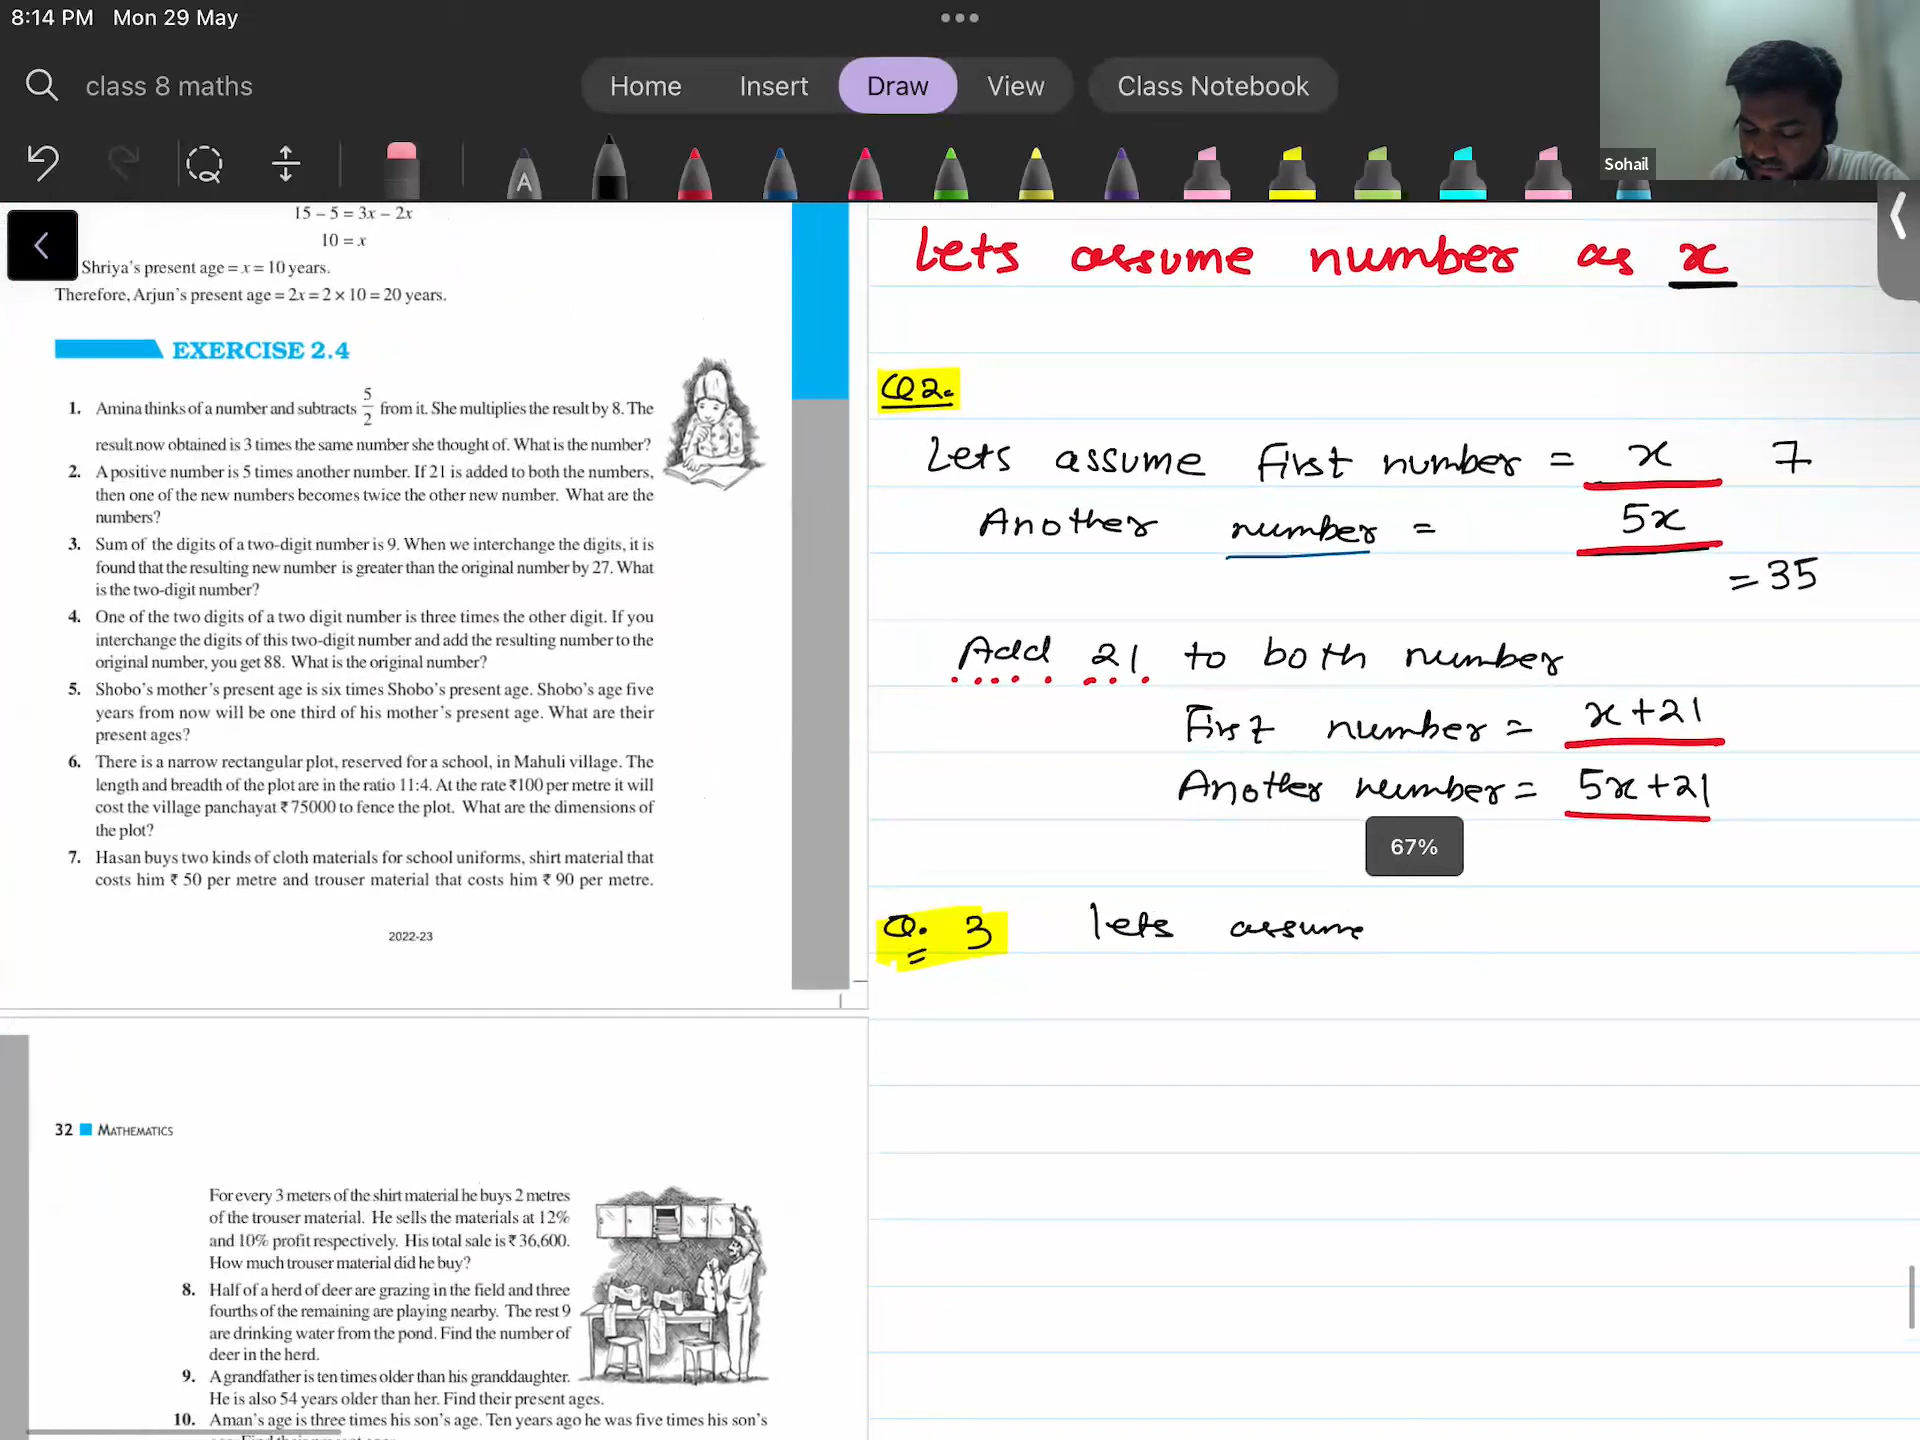 8:14 PM Mon 29 May
class 8 maths
Home Insert Draw View Class Notebook
A
Sohail
15 – 5 = 3x – 2x
10 = x
Shriya's present age = x = 10 years.
Therefore, Arjun's present age = 2x = 2 × 10 = 20 years.
EXERCISE 2.4
1. Amina thinks of a number and subtracts 5/2 from it. She multiplies the result by 8. The
result now obtained is 3 times the same number she thought of. What is the number?
2. A positive number is 5 times another number. If 21 is added to both the numbers,
then one of the new numbers becomes twice the other new number. What are the
numbers?
3. Sum of the digits of a two-digit number is 9. When we interchange the digits, it is
found that the resulting new number is greater than the original number by 27. What
is the two-digit number?
4. One of the two digits of a two digit number is three times the other digit. If you
interchange the digits of this two-digit number and add the resulting number to the
original number, you get 88. What is the original number?
5. Shobo's mother's present age is six times Shobo's present age. Shobo's age five
years from now will be one third of his mother's present age. What are their
present ages?
6. There is a narrow rectangular plot, reserved for a school, in Mahuli village. The
length and breadth of the plot are in the ratio 11:4. At the rate ₹100 per metre it will
cost the village panchayat ₹75000 to fence the plot. What are the dimensions of
the plot?
7. Hasan buys two kinds of cloth materials for school uniforms, shirt material that
costs him ₹ 50 per metre and trouser material that costs him ₹ 90 per metre.
2022-23
32 MATHEMATICS
For every 3 meters of the shirt material he buys 2 metres
of the trouser material. He sells the materials at 12%
and 10% profit respectively. His total sale is ₹ 36,600.
How much trouser material did he buy?
8. Half of a herd of deer are grazing in the field and three
fourths of the remaining are playing nearby. The rest 9
are drinking water from the pond. Find the number of
deer in the herd.
9. A grandfather is ten times older than his granddaughter.
He is also 54 years older than her. Find their present ages.
10. Aman's age is three times his son's age. Ten years ago he was five times his son's
Lets assume number as x
Q2.
Lets assume First number = x 7
Another number = 5x
= 35
Add 21 to both number
First number = x+21
Another number = 5x+21
67%
Q. 3 lets assume